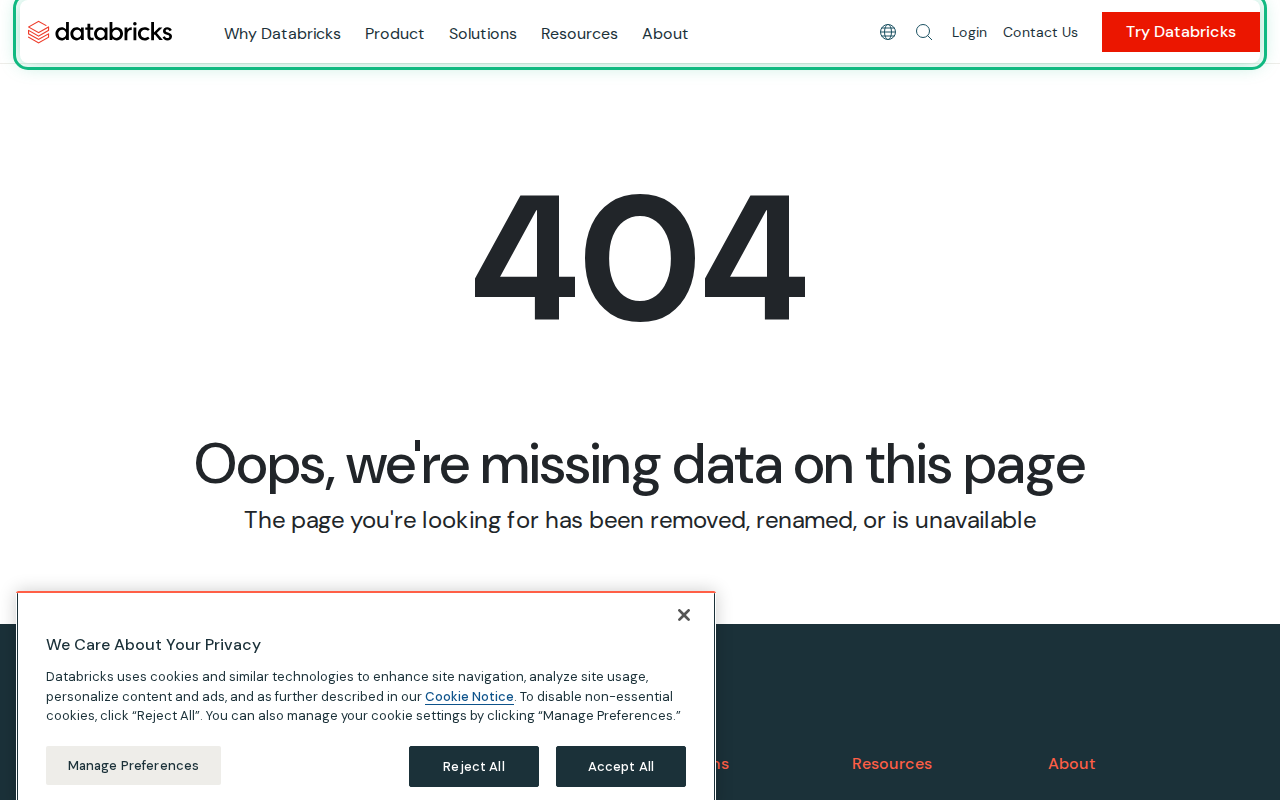 databricks
Why Databricks Product Solutions Resources About
Login Contact Us Try Databricks
404
Oops, we're missing data on this page
The page you're looking for has been removed, renamed, or is unavailable
We Care About Your Privacy
Databricks uses cookies and similar technologies to enhance site navigation, analyze site usage,
personalize content and ads, and as further described in our Cookie Notice. To disable non-essential
cookies, click “Reject All”. You can also manage your cookie settings by clicking “Manage Preferences.”
Manage Preferences Reject All Accept All
Resources About